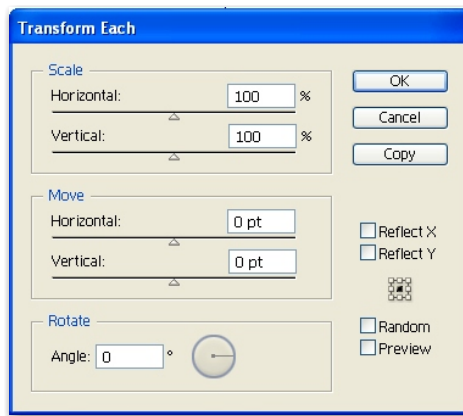 Transform Each
Scale
Horizontal: 100 %
Vertical: 100 %
Move
Horizontal: 0 pt
Vertical: 0 pt
Rotate
Angle: 0 °
OK
Cancel
Copy
Reflect X
Reflect Y
Random
Preview